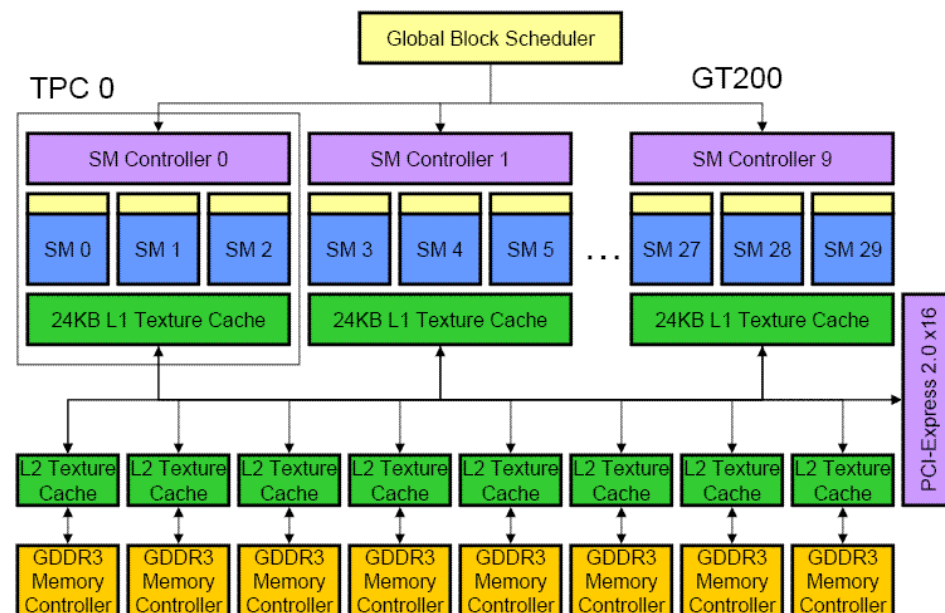 Global Block Scheduler
TPC 0
GT200
SM Controller 0
SM Controller 1
SM Controller 9
SM 0
SM 1
SM 2
SM 3
SM 4
SM 5
...
SM 27
SM 28
SM 29
24KB L1 Texture Cache
24KB L1 Texture Cache
24KB L1 Texture Cache
PCI-Express 2.0 x16
L2 Texture
Cache
L2 Texture
Cache
L2 Texture
Cache
L2 Texture
Cache
L2 Texture
Cache
L2 Texture
Cache
L2 Texture
Cache
L2 Texture
Cache
GDDR3
Memory
Controller
GDDR3
Memory
Controller
GDDR3
Memory
Controller
GDDR3
Memory
Controller
GDDR3
Memory
Controller
GDDR3
Memory
Controller
GDDR3
Memory
Controller
GDDR3
Memory
Controller